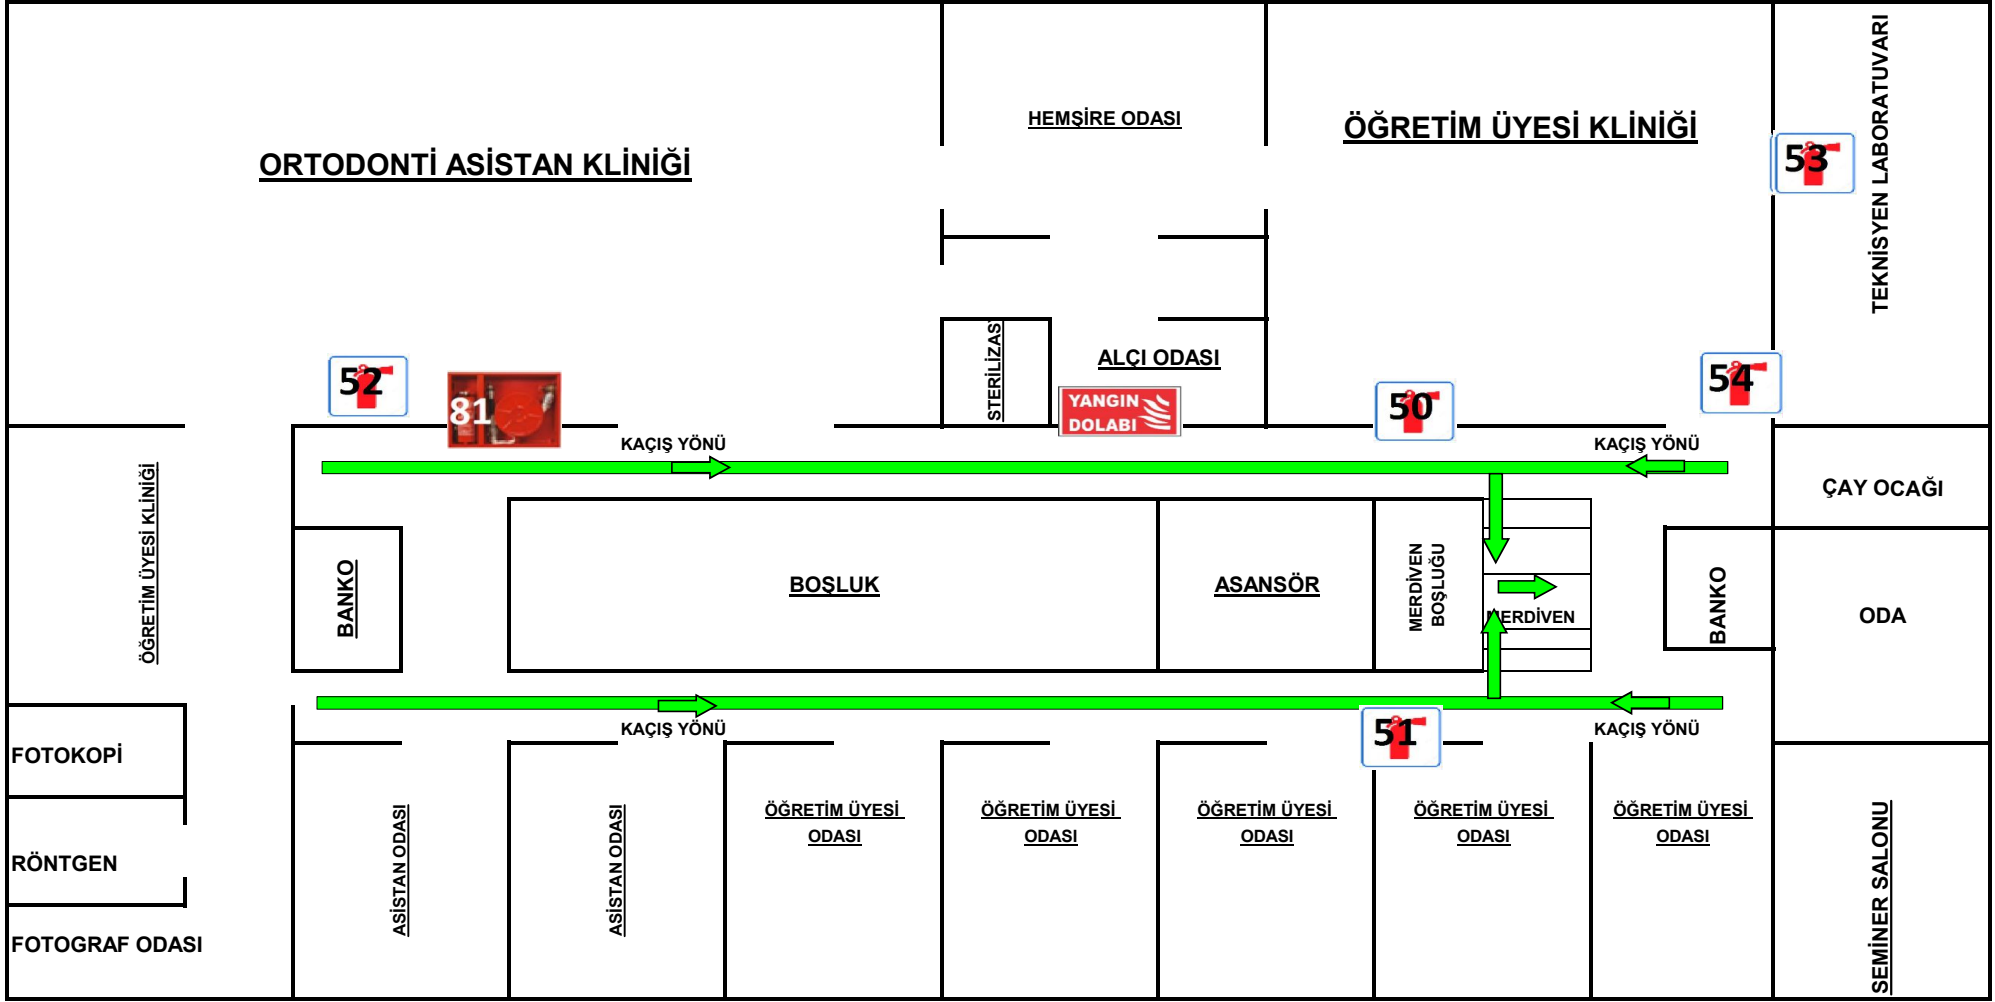 HEMŞİRE ODASI
ÖĞRETİM ÜYESİ KLİNİĞİ
ORTODONTİ ASİSTAN KLİNİĞİ
53
TEKNİSYEN LABORATUVARI
STERİLİZAS
ALÇI ODASI
52
81
YANGIN
DOLABI
50
54
KAÇIŞ YÖNÜ
KAÇIŞ YÖNÜ
ÖĞRETİM ÜYESİ KLİNİĞİ
ÇAY OCAĞI
BANKO
BOŞLUK
ASANSÖR
MERDİVEN
BOŞLUĞU
MERDİVEN
BANKO
ODA
KAÇIŞ YÖNÜ
51
KAÇIŞ YÖNÜ
FOTOKOPİ
RÖNTGEN
FOTOGRAF ODASI
ASİSTAN ODASI
ASİSTAN ODASI
ÖĞRETİM ÜYESİ
ODASI
ÖĞRETİM ÜYESİ
ODASI
ÖĞRETİM ÜYESİ
ODASI
ÖĞRETİM ÜYESİ
ODASI
ÖĞRETİM ÜYESİ
ODASI
SEMİNER SALONU